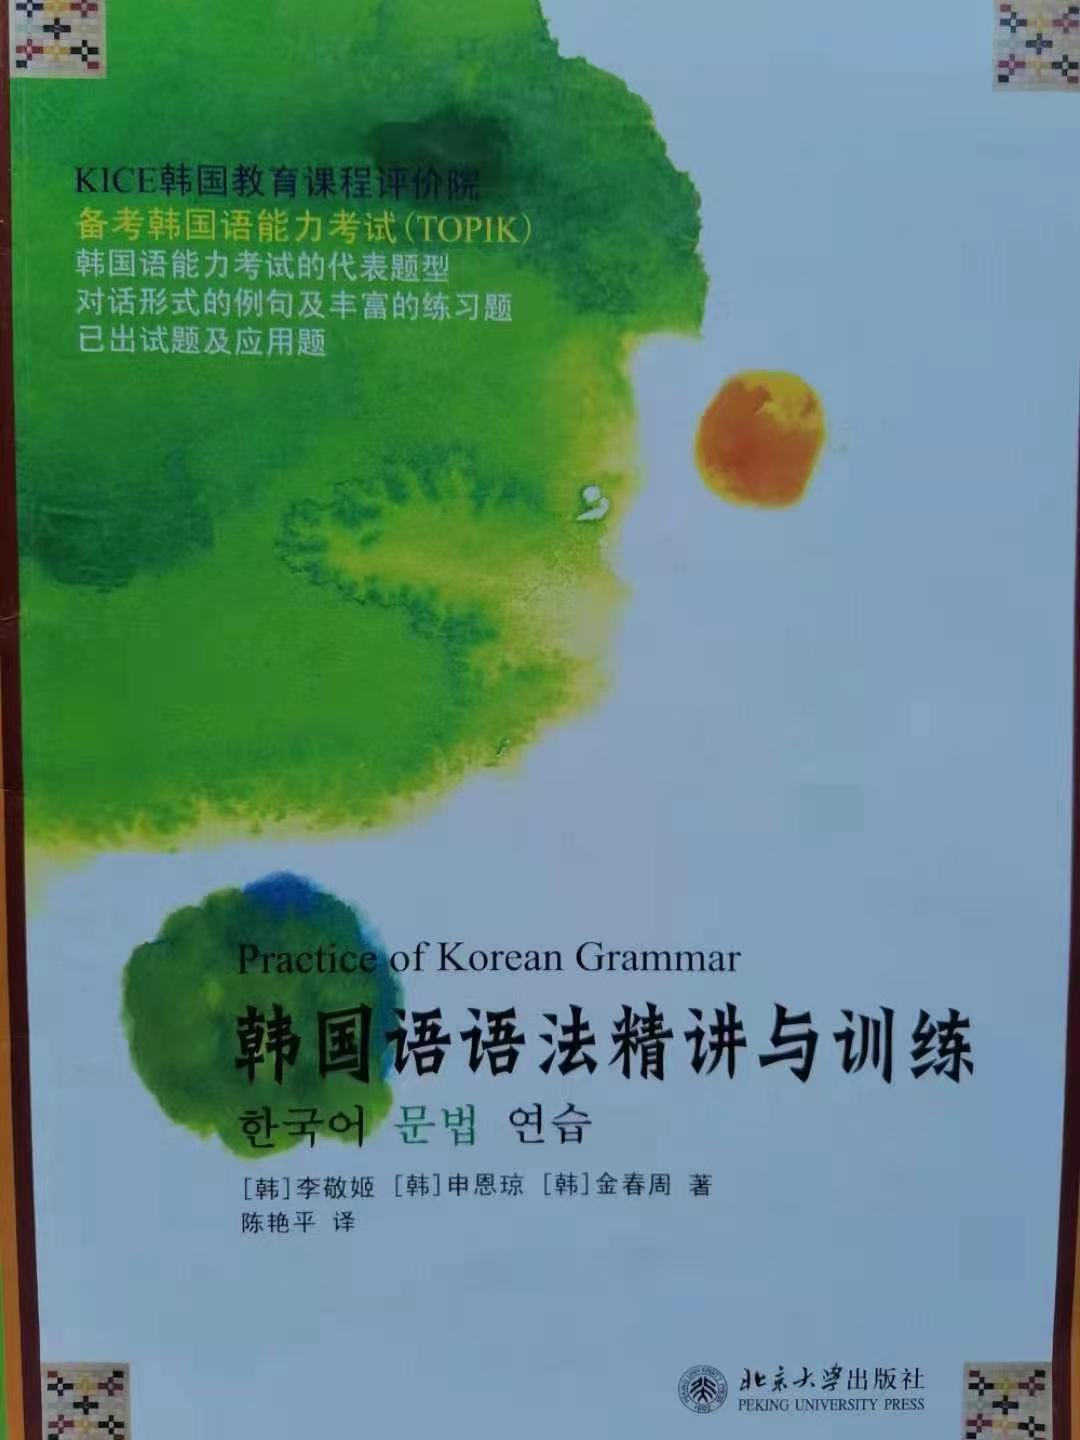 KICE韩国教育课程评价院
备考韩国语能力考试(TOPIK)
韩国语能力考试的代表题型
对话形式的例句及丰富的练习题
已出试题及应用题
Practice of Korean Grammar
韩国语语法精讲与训练
한국어 문법 연습
[韩]李敬姬 [韩]申恩琼 [韩]金春周 著
陈艳平 译
北京大学出版社
PEKING UNIVERSITY PRESS